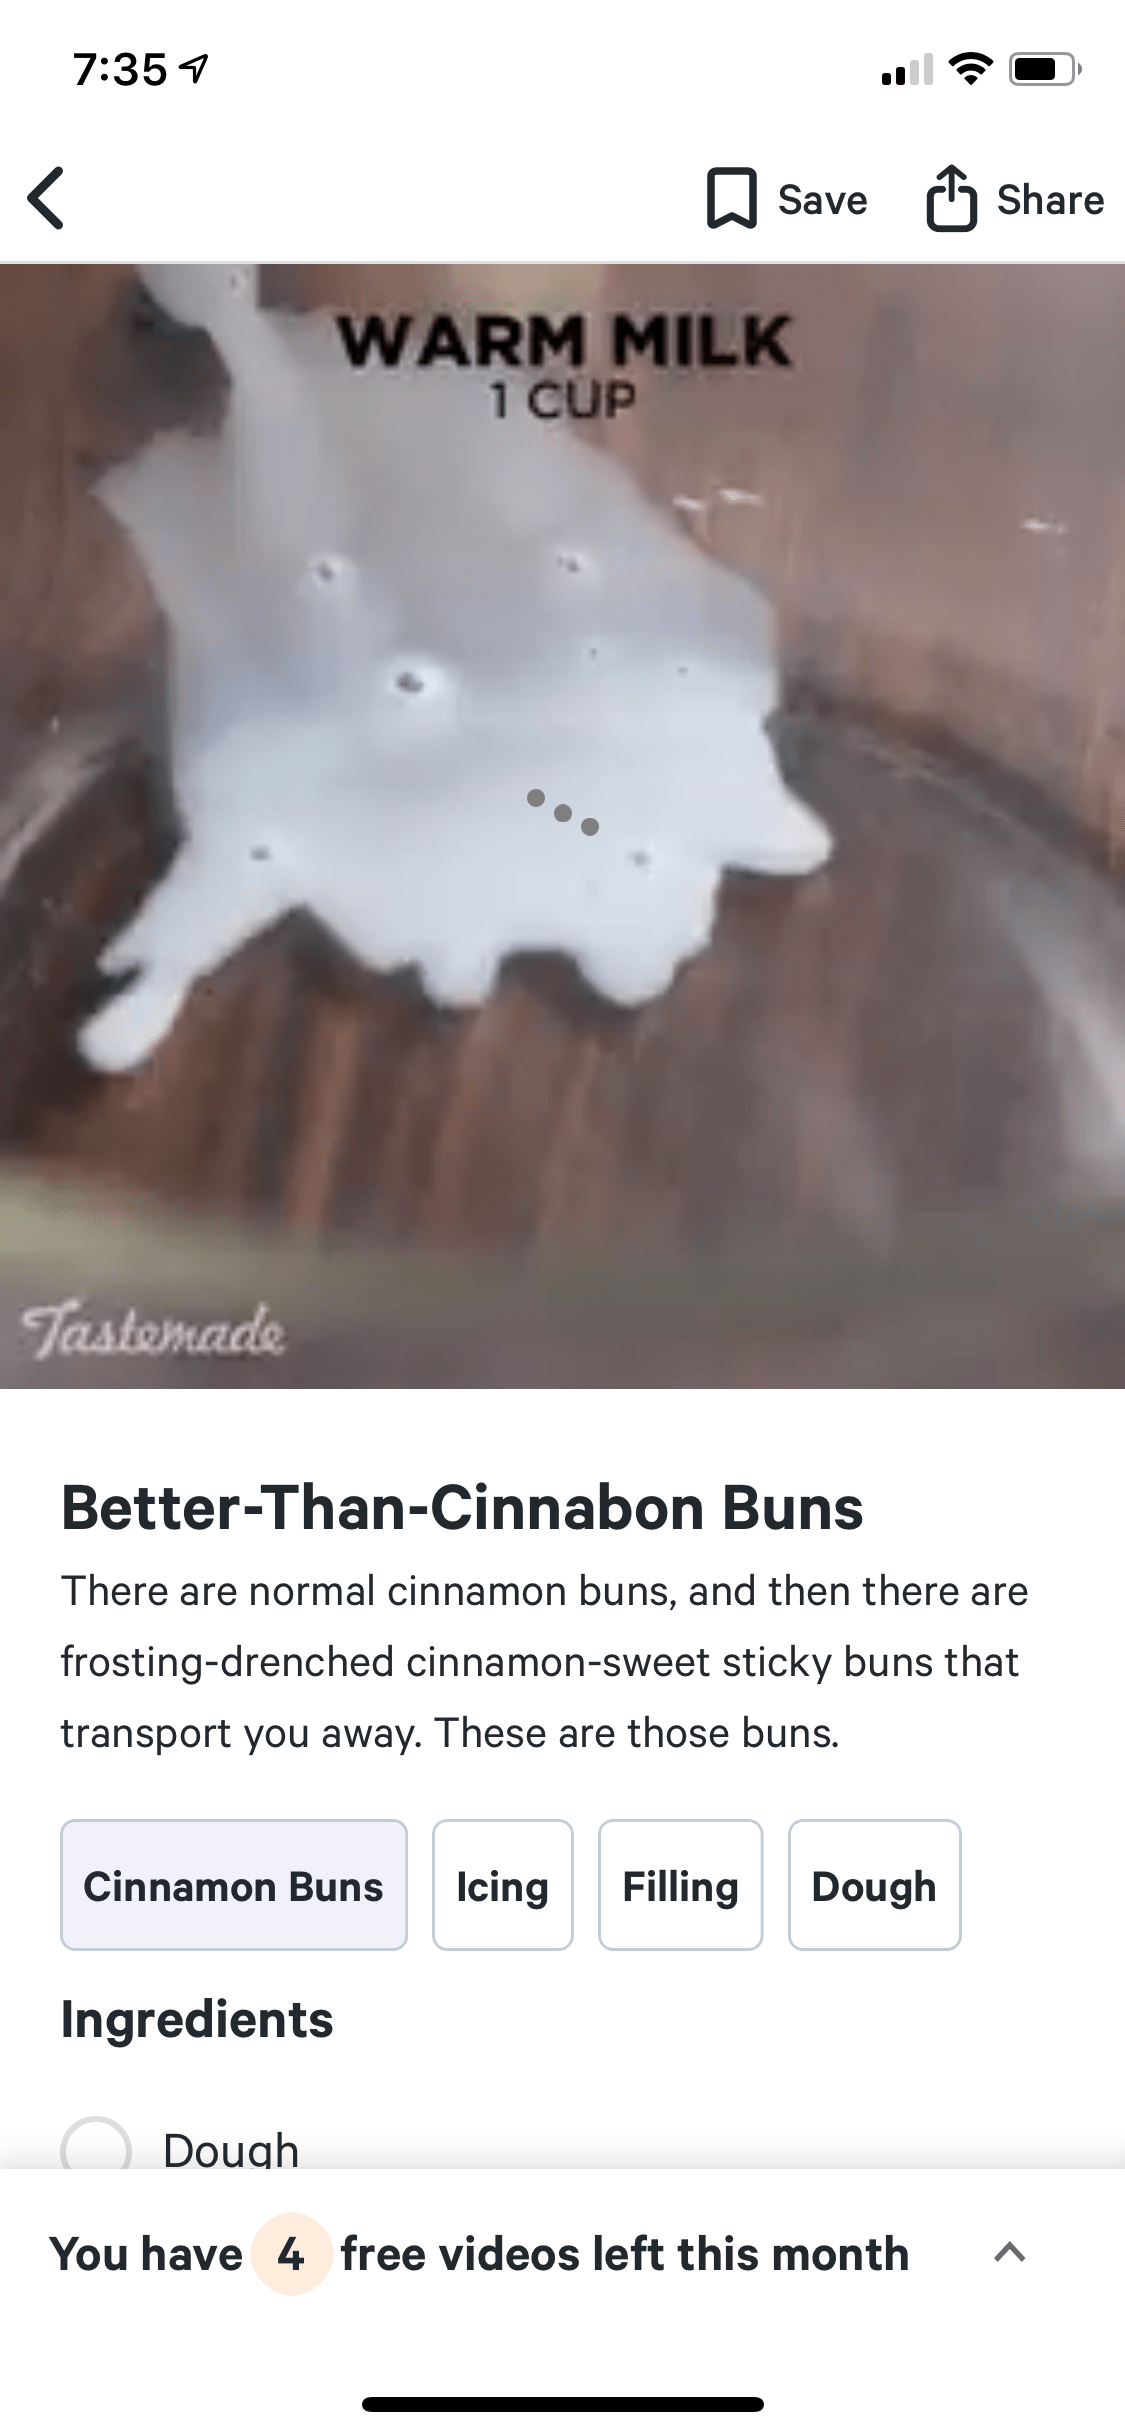 7:35
Save
Share
WARM MILK
1 CUP
Tastemade
Better-Than-Cinnabon Buns
There are normal cinnamon buns, and then there are
frosting-drenched cinnamon-sweet sticky buns that
transport you away. These are those buns.
Cinnamon Buns
Icing
Filling
Dough
Ingredients
Dough
You have 4 free videos left this month